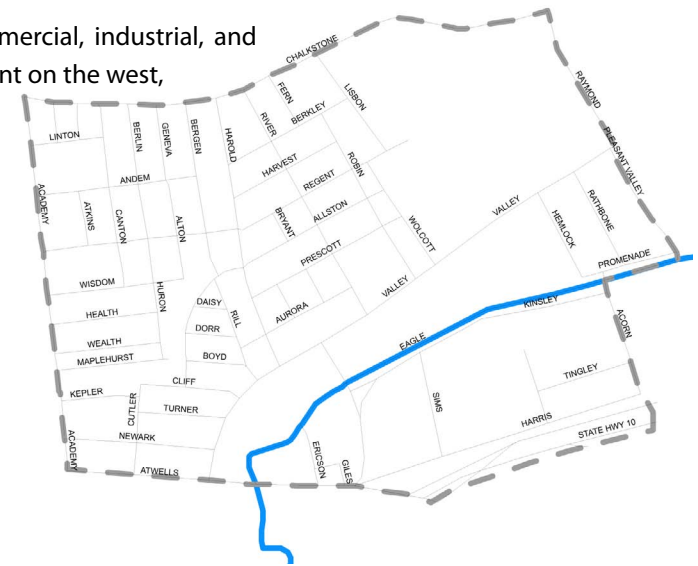 mercial, industrial, and
nt on the west,
CHALKSTONE
FERN
LISBON
RAYMOND
RIVER
BERKLEY
LINTON
BERLIN
GENEVA
BERGEN
HAROLD
PLEASANT VALLEY
HARVEST
ROBIN
ANDEM
REGENT
ACADEMY
ATKINS
CANTON
ALTON
BRYANT
ALLSTON
WOLCOTT
VALLEY
HEMLOCK
RATHBONE
PRESCOTT
PROMENADE
WISDOM
HURON
VALLEY
DAISY
RILL
AURORA
KINSLEY
HEALTH
DORR
EAGLE
ACORN
WEALTH
MAPLEHURST
BOYD
TINGLEY
KEPLER
CLIFF
CUTLER
TURNER
SIMS
HARRIS
ACADEMY
NEWARK
STATE HWY 10
ERICSON
GILES
ATWELLS